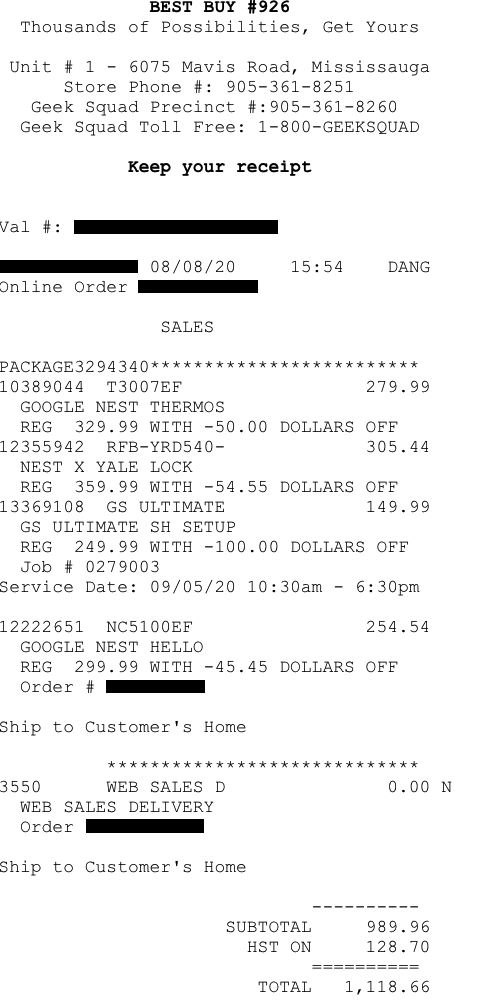 BEST BUY #926
Thousands of Possibilities, Get Yours
Unit # 1 - 6075 Mavis Road, Mississauga
Store Phone #: 905-361-8251
Geek Squad Precinct #:905-361-8260
Geek Squad Toll Free: 1-800-GEEKSQUAD
Keep your receipt
Val #:
08/08/20 15:54 DANG
Online Order
SALES
PACKAGE3294340*************************
10389044 T3007EF 279.99
GOOGLE NEST THERMOS
REG 329.99 WITH -50.00 DOLLARS OFF
12355942 RFB-YRD540- 305.44
NEST X YALE LOCK
REG 359.99 WITH -54.55 DOLLARS OFF
13369108 GS ULTIMATE 149.99
GS ULTIMATE SH SETUP
REG 249.99 WITH -100.00 DOLLARS OFF
Job # 0279003
Service Date: 09/05/20 10:30am - 6:30pm
12222651 NC5100EF 254.54
GOOGLE NEST HELLO
REG 299.99 WITH -45.45 DOLLARS OFF
Order #
Ship to Customer's Home
*****************************
3550 WEB SALES D 0.00 N
WEB SALES DELIVERY
Order
Ship to Customer's Home
----------
SUBTOTAL 989.96
HST ON 128.70
==========
TOTAL 1,118.66